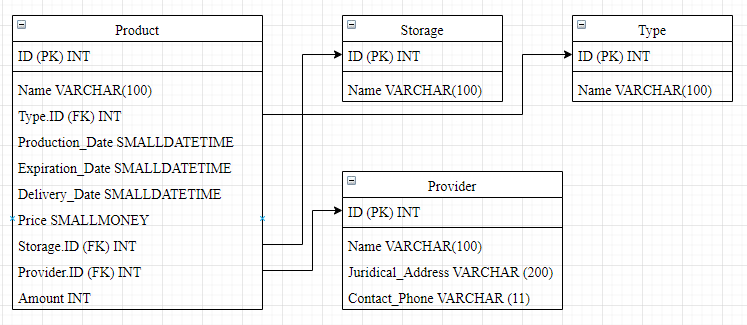 Product
ID (PK) INT
Name VARCHAR(100)
Type.ID (FK) INT
Production_Date SMALLDATETIME
Expiration_Date SMALLDATETIME
Delivery_Date SMALLDATETIME
Price SMALLMONEY
Storage.ID (FK) INT
Provider.ID (FK) INT
Amount INT
Storage
ID (PK) INT
Name VARCHAR(100)
Type
ID (PK) INT
Name VARCHAR(100)
Provider
ID (PK) INT
Name VARCHAR(100)
Juridical_Address VARCHAR (200)
Contact_Phone VARCHAR (11)